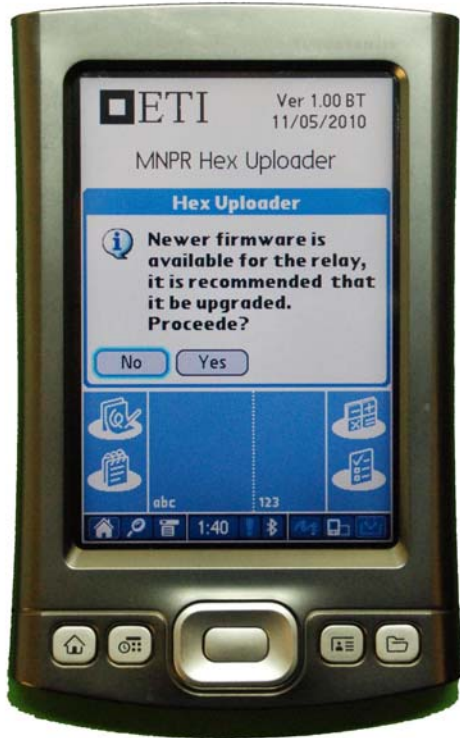 ETI
Ver 1.00 BT
11/05/2010
MNPR Hex Uploader
Hex Uploader
Newer firmware is
available for the relay,
it is recommended that
it be upgraded.
Proceede?
No Yes
abc 123
1:40